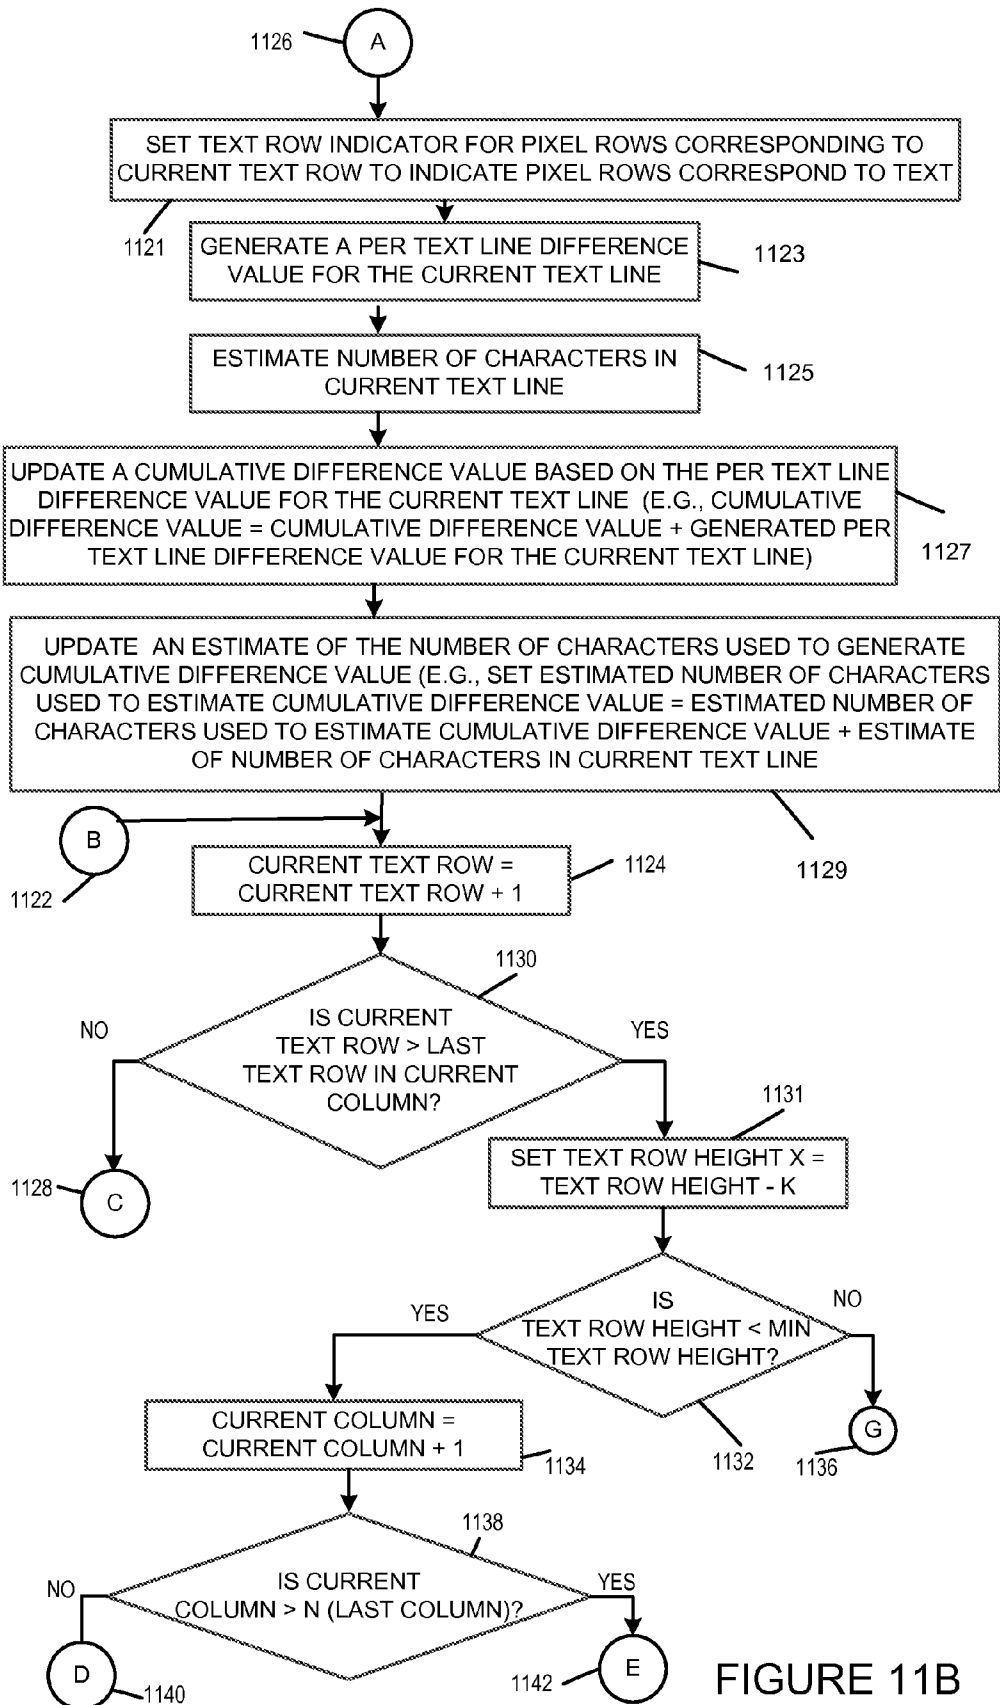 1126
A
SET TEXT ROW INDICATOR FOR PIXEL ROWS CORRESPONDING TO
CURRENT TEXT ROW TO INDICATE PIXEL ROWS CORRESPOND TO TEXT
1121
GENERATE A PER TEXT LINE DIFFERENCE
VALUE FOR THE CURRENT TEXT LINE
1123
ESTIMATE NUMBER OF CHARACTERS IN
CURRENT TEXT LINE
1125
UPDATE A CUMULATIVE DIFFERENCE VALUE BASED ON THE PER TEXT LINE
DIFFERENCE VALUE FOR THE CURRENT TEXT LINE (E.G., CUMULATIVE
DIFFERENCE VALUE = CUMULATIVE DIFFERENCE VALUE + GENERATED PER
TEXT LINE DIFFERENCE VALUE FOR THE CURRENT TEXT LINE)
1127
UPDATE AN ESTIMATE OF THE NUMBER OF CHARACTERS USED TO GENERATE
CUMULATIVE DIFFERENCE VALUE (E.G., SET ESTIMATED NUMBER OF CHARACTERS
USED TO ESTIMATE CUMULATIVE DIFFERENCE VALUE = ESTIMATED NUMBER OF
CHARACTERS USED TO ESTIMATE CUMULATIVE DIFFERENCE VALUE + ESTIMATE
OF NUMBER OF CHARACTERS IN CURRENT TEXT LINE
1129
B
1122
CURRENT TEXT ROW =
CURRENT TEXT ROW + 1
1124
1130
IS CURRENT
TEXT ROW > LAST
TEXT ROW IN CURRENT
COLUMN?
NO
YES
1128
C
1131
SET TEXT ROW HEIGHT X =
TEXT ROW HEIGHT - K
IS
TEXT ROW HEIGHT < MIN
TEXT ROW HEIGHT?
YES
NO
1132
G
1136
CURRENT COLUMN =
CURRENT COLUMN + 1
1134
1138
IS CURRENT
COLUMN > N (LAST COLUMN)?
NO
YES
D
1140
E
1142
FIGURE 11B